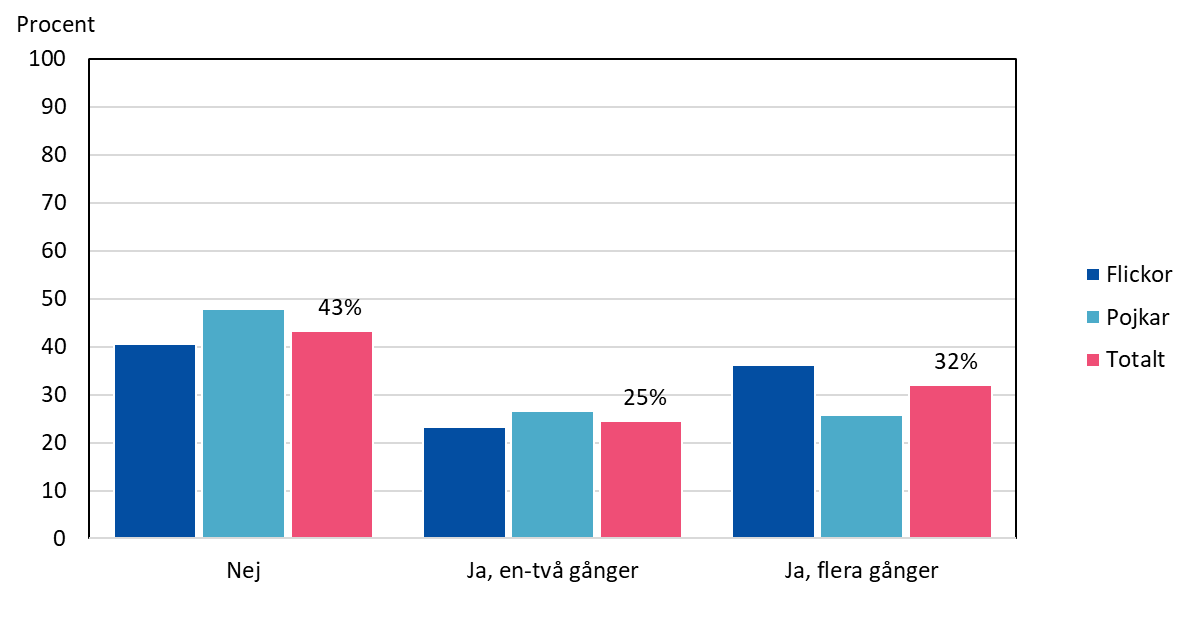 Procent
100
90
80
70
60
50
40
30
20
10
0
43%
25%
32%
Nej
Ja, en-två gånger
Ja, flera gånger
Flickor
Pojkar
Totalt